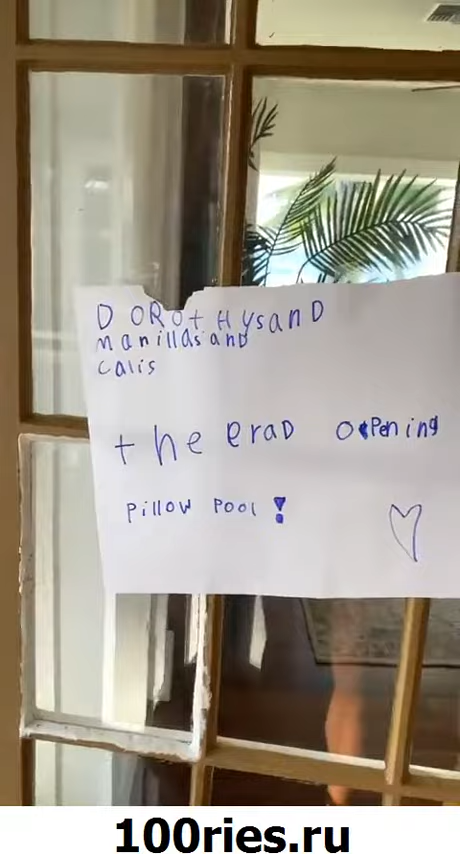 DOROtHYsanD
manillasanD
calis
the eraD Opening
Pillow Pool!
100ries.ru